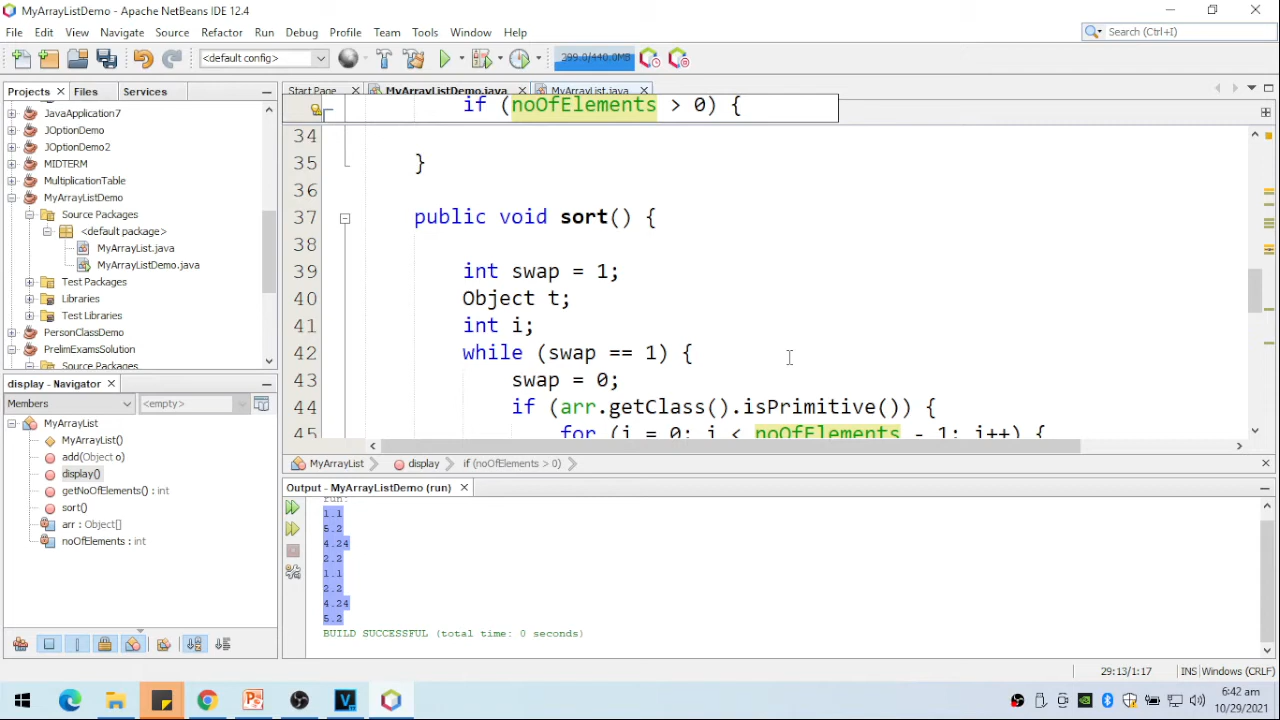 MyArrayListDemo - Apache NetBeans IDE 12.4
File Edit View Navigate Source Refactor Run Debug Profile Team Tools Window Help
Search (Ctrl+I)
<default config>
299.0/440.0MB
Projects Files Services
Start Page MyArrayListDemo.java MyArrayList.java
JavaApplication7
JOptionDemo
JOptionDemo2
MIDTERM
MultiplicationTable
MyArrayListDemo
Source Packages
<default package>
MyArrayList.java
MyArrayListDemo.java
Test Packages
Libraries
Test Libraries
PersonClassDemo
PrelimExamsSolution
Source Packages
if (noOfElements > 0) {
34
35 }
36
37 public void sort() {
38
39 int swap = 1;
40 Object t;
41 int i;
42 while (swap == 1) {
43 swap = 0;
44 if (arr.getClass().isPrimitive()) {
45 for (i = 0; i < noOfElements - 1; i++) {
MyArrayList display if (noOfElements > 0)
display - Navigator
Members <empty>
MyArrayList
MyArrayList()
add(Object o)
display()
getNoOfElements() : int
sort()
arr : Object[]
noOfElements : int
Output - MyArrayListDemo (run)
run:
1.1
5.2
4.24
2.2
1.1
2.2
4.24
5.2
BUILD SUCCESSFUL (total time: 0 seconds)
29:13/1:17 INS Windows (CRLF)
6:42 am
10/29/2021